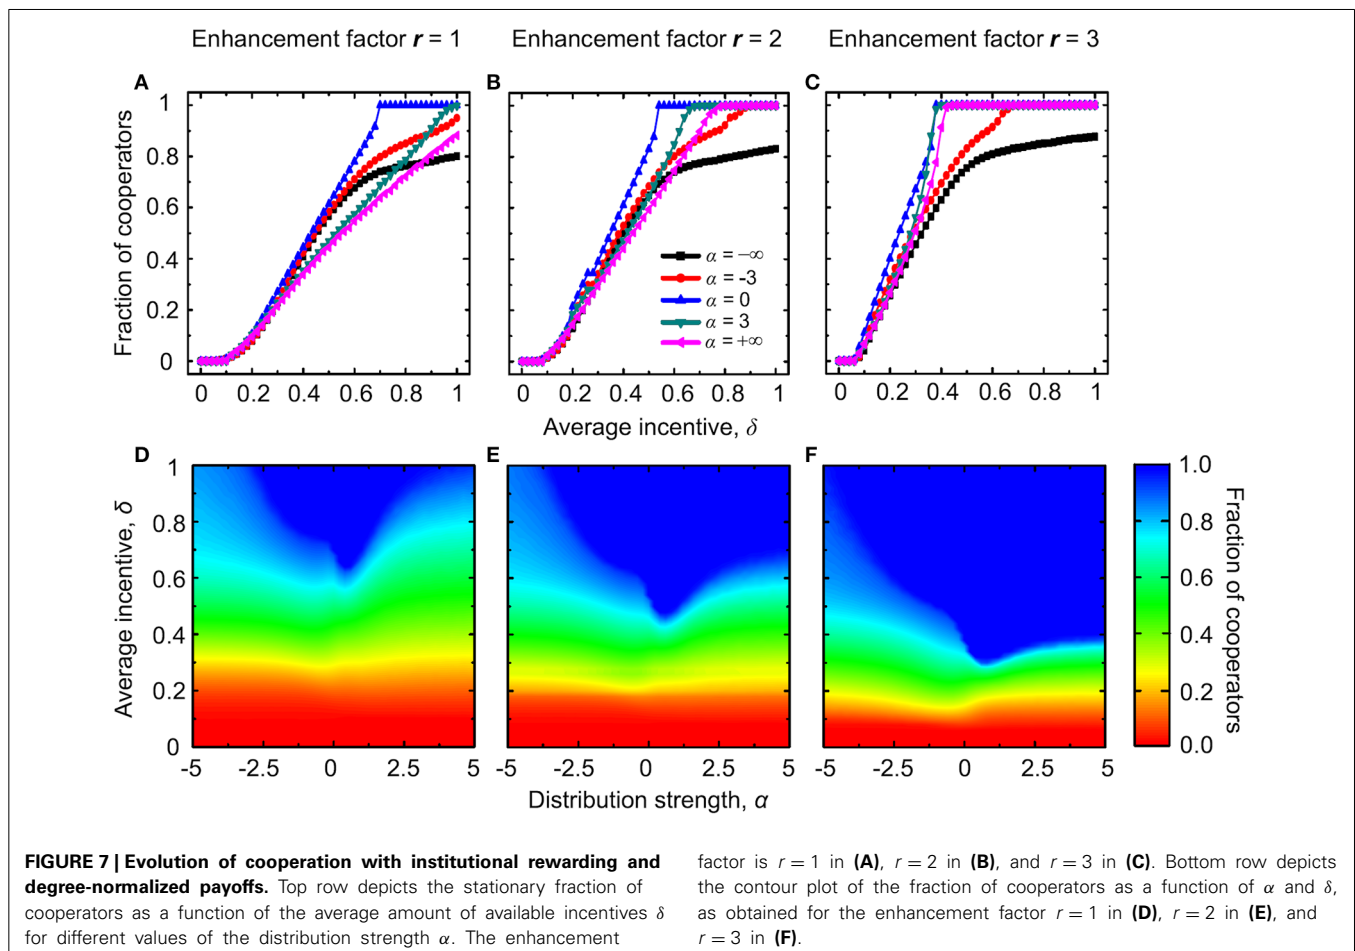 Enhancement factor r = 1
Enhancement factor r = 2
Enhancement factor r = 3
A
B
C
Fraction of cooperators
1
0.8
0.6
0.4
0.2
0
0 0.2 0.4 0.6 0.8 1
0 0.2 0.4 0.6 0.8 1
0 0.2 0.4 0.6 0.8 1
α = −∞
α = -3
α = 0
α = 3
α = +∞
Average incentive, δ
D
E
F
Average incentive, δ
1
0.8
0.6
0.4
0.2
0
-5 -2.5 0 2.5 5
-5 -2.5 0 2.5 5
-5 -2.5 0 2.5 5
Distribution strength, α
1.0
0.8
0.6
0.4
0.2
0.0
Fraction of cooperators
FIGURE 7 | Evolution of cooperation with institutional rewarding and
degree-normalized payoffs. Top row depicts the stationary fraction of
cooperators as a function of the average amount of available incentives δ
for different values of the distribution strength α. The enhancement
factor is r = 1 in (A), r = 2 in (B), and r = 3 in (C). Bottom row depicts
the contour plot of the fraction of cooperators as a function of α and δ,
as obtained for the enhancement factor r = 1 in (D), r = 2 in (E), and
r = 3 in (F).